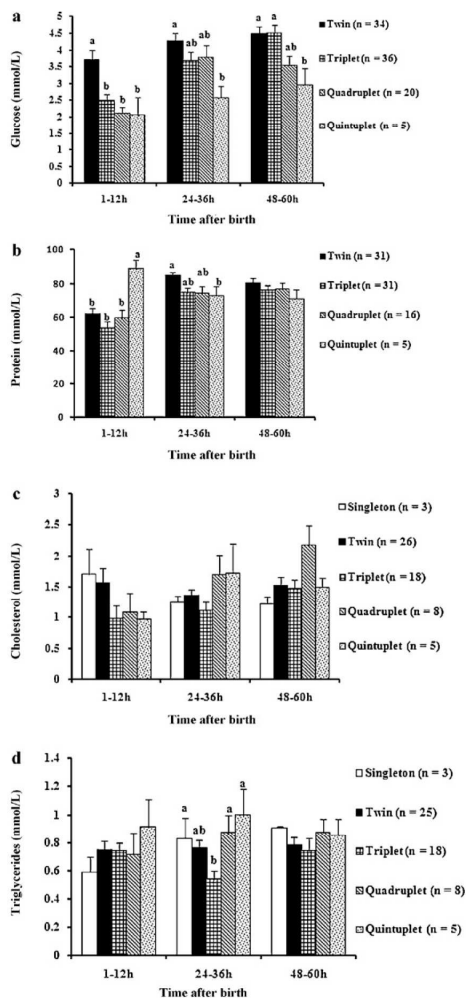 a
Glucose (mmol/L)
5
4.5
4
3.5
3
2.5
2
1.5
1
0.5
0
a
b
b
b
a
ab
ab
b
a
a
ab
b
1-12h
24-36h
48-60h
Time after birth
Twin (n = 34)
Triplet (n = 36)
Quadruplet (n = 20)
Quintuplet (n = 5)
b
Protein (mmol/L)
100
80
60
40
20
0
b
b
b
a
a
ab
ab
b
1-12h
24-36h
48-60h
Time after birth
Twin (n = 31)
Triplet (n = 31)
Quadruplet (n = 16)
Quintuplet (n = 5)
c
Cholesterol (mmol/L)
3
2.5
2
1.5
1
0.5
0
1-12h
24-36h
48-60h
Time after birth
Singleton (n = 3)
Twin (n = 26)
Triplet (n = 18)
Quadruplet (n = 8)
Quintuplet (n = 5)
d
Triglycerides (mmol/L)
1.4
1.2
1
0.8
0.6
0.4
0.2
0
a
ab
b
a
a
1-12h
24-36h
48-60h
Time after birth
Singleton (n = 3)
Twin (n = 25)
Triplet (n = 18)
Quadruplet (n = 8)
Quintuplet (n = 5)